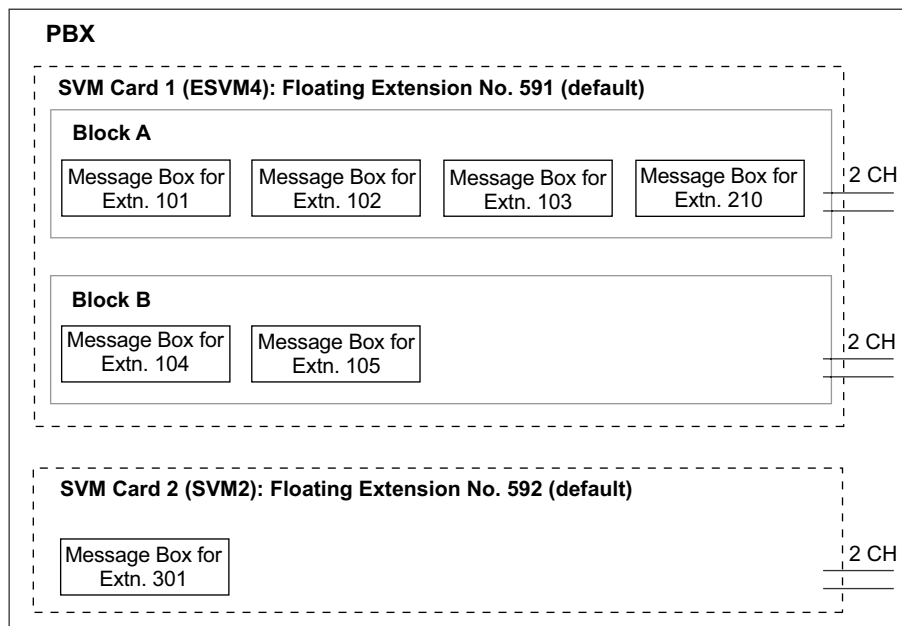 PBX
SVM Card 1 (ESVM4): Floating Extension No. 591 (default)
Block A
Message Box for
Extn. 101
Message Box for
Extn. 102
Message Box for
Extn. 103
Message Box for
Extn. 210
2 CH
Block B
Message Box for
Extn. 104
Message Box for
Extn. 105
2 CH
SVM Card 2 (SVM2): Floating Extension No. 592 (default)
Message Box for
Extn. 301
2 CH